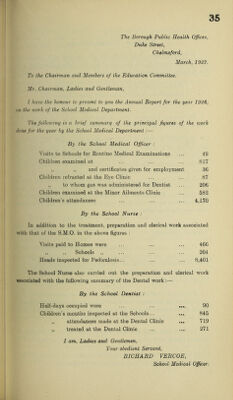 35
The Borough Public Health Offices,
Duke Street,
Chelmsford,
March, 1927.
To the Chairman and Members of the Education Committee.
Mr. Chairman, Ladies and Gentlemen,
I have the honour to present to you the Annual Report for the year 1926,
on the work of the School Medical Department.
The following is a brief summary of the principal figures of the work
done for the year by the School Medical Department :—
By the School Medical Officer :
Visits to Schools for Routine Medical Examinations ... 69
Children examined at ... ... ... 817
„ „ and certificates given for employment 36
Children refracted at the Eye Clinic ... ... 87
„ to whom gas was administered for Dentist ... 206
Children examined at the Minor Ailments Clinic ... 582
Children's attendances ... ... ... 4,170
By the School Nurse :
In addition to the treatment, preparation and clerical work associated
with that of the S.M.O. in the above figures :
Visits paid to Homes were ... ... ... 466
„ „ Schools „ ... ... ... 264
Heads inspected for Pediculosis... ... ... 8,401
The School Nurse also carried out the preparation and clerical work
associated with the following summary of the Dental work :—
By the School Dentist :
Half-days occupied were ... ... ... 90
Children's mouths inspected at the Schools ... ... 845
„ attendances made at the Dental Clinic ... 719
„ treated at the Dental Clinic ... ... 271
I am, Ladies and Gentlemen,
Your obedient Servant,
RICHARD VERCOE,
School Medical Officer.